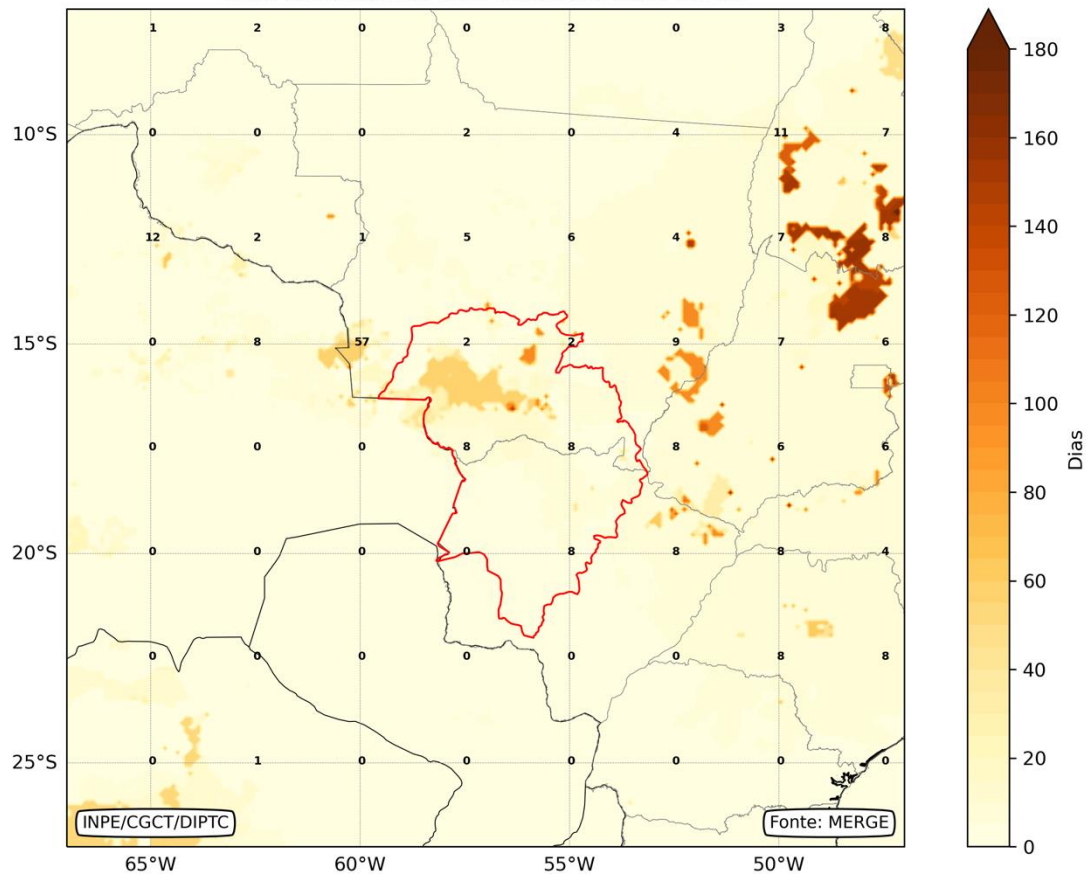 1 2 0 0 2 0 3 8
180
160
10°S
0 0 0 2 0 4 11 7
140
12 2 1 5 6 4 7 8
120
15°S
0 8 57 2 2 9 7 6
100
0 0 0 8 8 8 6 6
Dias
80
20°S
0 0 0 0 8 8 8 4
60
0 0 0 0 0 0 8 8
40
25°S
0 1 0 0 0 0 0 0
20
INPE/CGCT/DIPTC
Fonte: MERGE
0
65°W 60°W 55°W 50°W